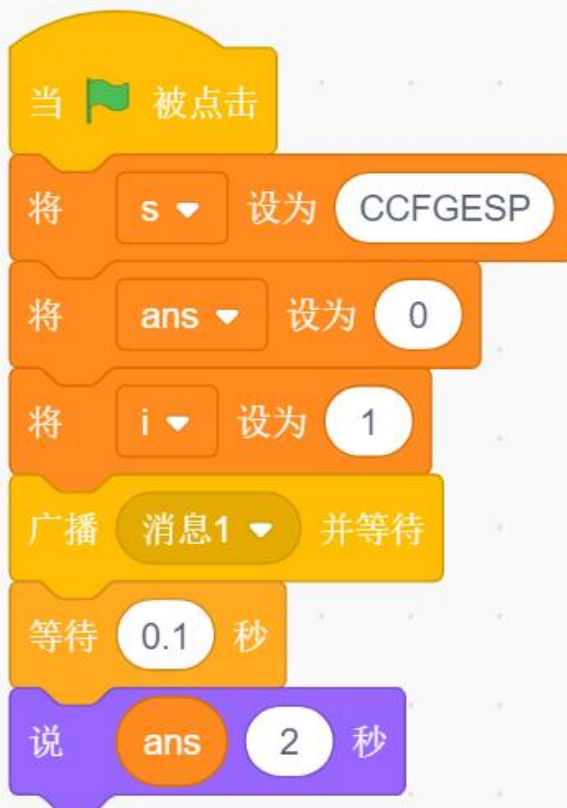 当 被点击
将 s 设为 CCFGESP
将 ans 设为 0
将 i 设为 1
广播 消息1 并等待
等待 0.1 秒
说 ans 2 秒